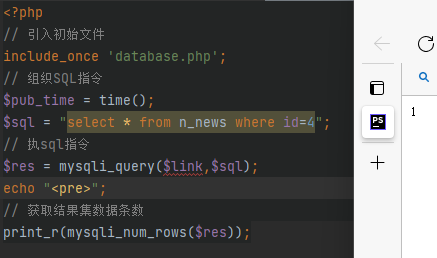 <?php
// 引入初始文件
include_once 'database.php';
// 组织SQL指令
$pub_time = time();
$sql = "select * from n_news where id=4";
// 执sql指令
$res = mysqli_query($link,$sql);
echo "<pre>";
// 获取结果集数据条数
print_r(mysqli_num_rows($res));
PS
1